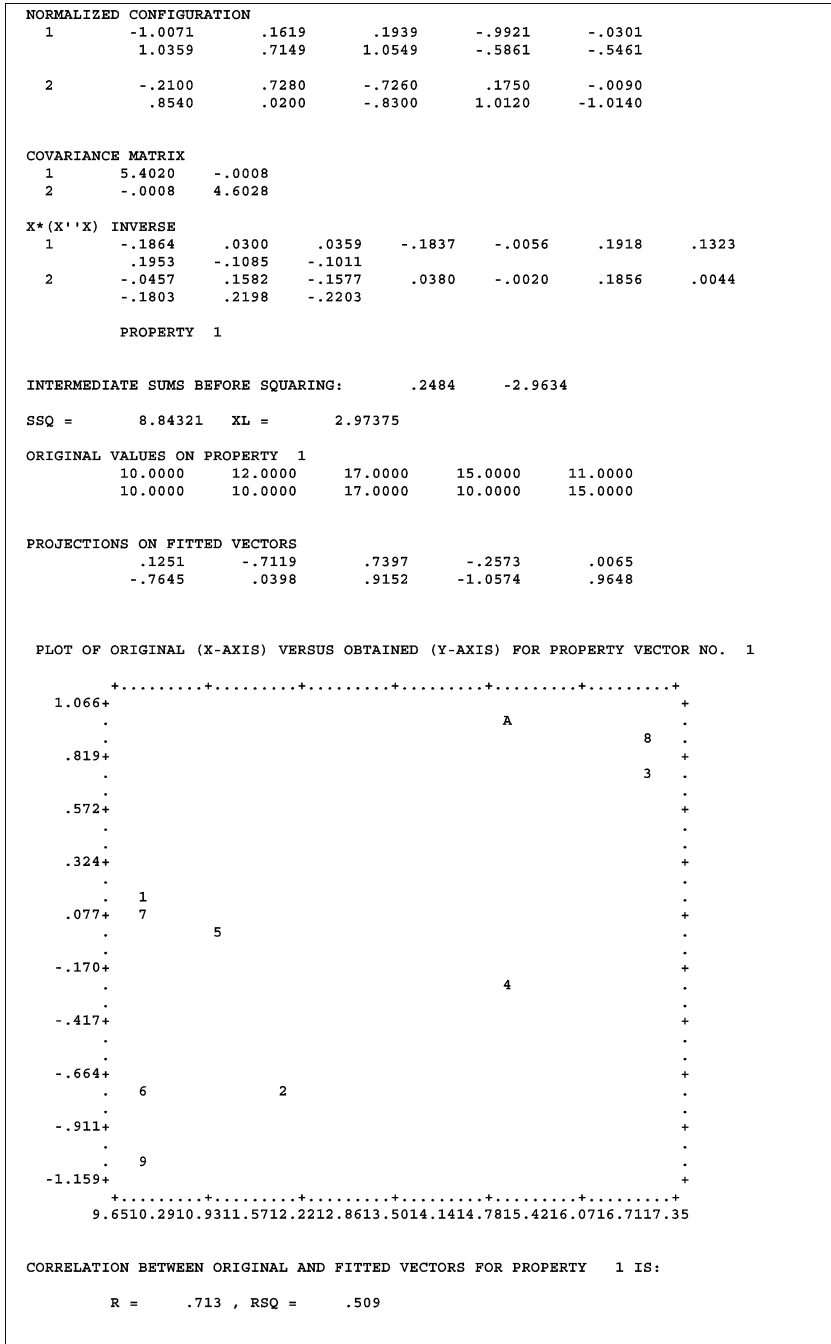 NORMALIZED CONFIGURATION
1 -1.0071 .1619 .1939 -.9921 -.0301
1.0359 .7149 1.0549 -.5861 -.5461
2 -.2100 .7280 -.7260 .1750 -.0090
.8540 .0200 -.8300 1.0120 -1.0140
COVARIANCE MATRIX
1 5.4020 -.0008
2 -.0008 4.6028
X*(X''X) INVERSE
1 -.1864 .0300 .0359 -.1837 -.0056 .1918 .1323
.1953 -.1085 -.1011
2 -.0457 .1582 -.1577 .0380 -.0020 .1856 .0044
-.1803 .2198 -.2203
PROPERTY 1
INTERMEDIATE SUMS BEFORE SQUARING: .2484 -2.9634
SSQ = 8.84321 XL = 2.97375
ORIGINAL VALUES ON PROPERTY 1
10.0000 12.0000 17.0000 15.0000 11.0000
10.0000 10.0000 17.0000 10.0000 15.0000
PROJECTIONS ON FITTED VECTORS
.1251 -.7119 .7397 -.2573 .0065
-.7645 .0398 .9152 -1.0574 .9648
PLOT OF ORIGINAL (X-AXIS) VERSUS OBTAINED (Y-AXIS) FOR PROPERTY VECTOR NO. 1
+.........+.........+.........+.........+.........+.........+
1.066+ +
. A .
. 8 .
.819+ +
. 3 .
. .
.572+ +
. .
. .
.324+ +
. .
. 1 .
.077+ 7 +
. 5 .
. .
-.170+ +
. 4 .
. .
-.417+ +
. .
. .
-.664+ +
. 6 2 .
. .
-.911+ +
. .
. 9 .
-1.159+ +
+.........+.........+.........+.........+.........+.........+
9.6510.2910.9311.5712.2212.8613.5014.1414.7815.4216.0716.7117.35
CORRELATION BETWEEN ORIGINAL AND FITTED VECTORS FOR PROPERTY 1 IS:
R = .713 , RSQ = .509